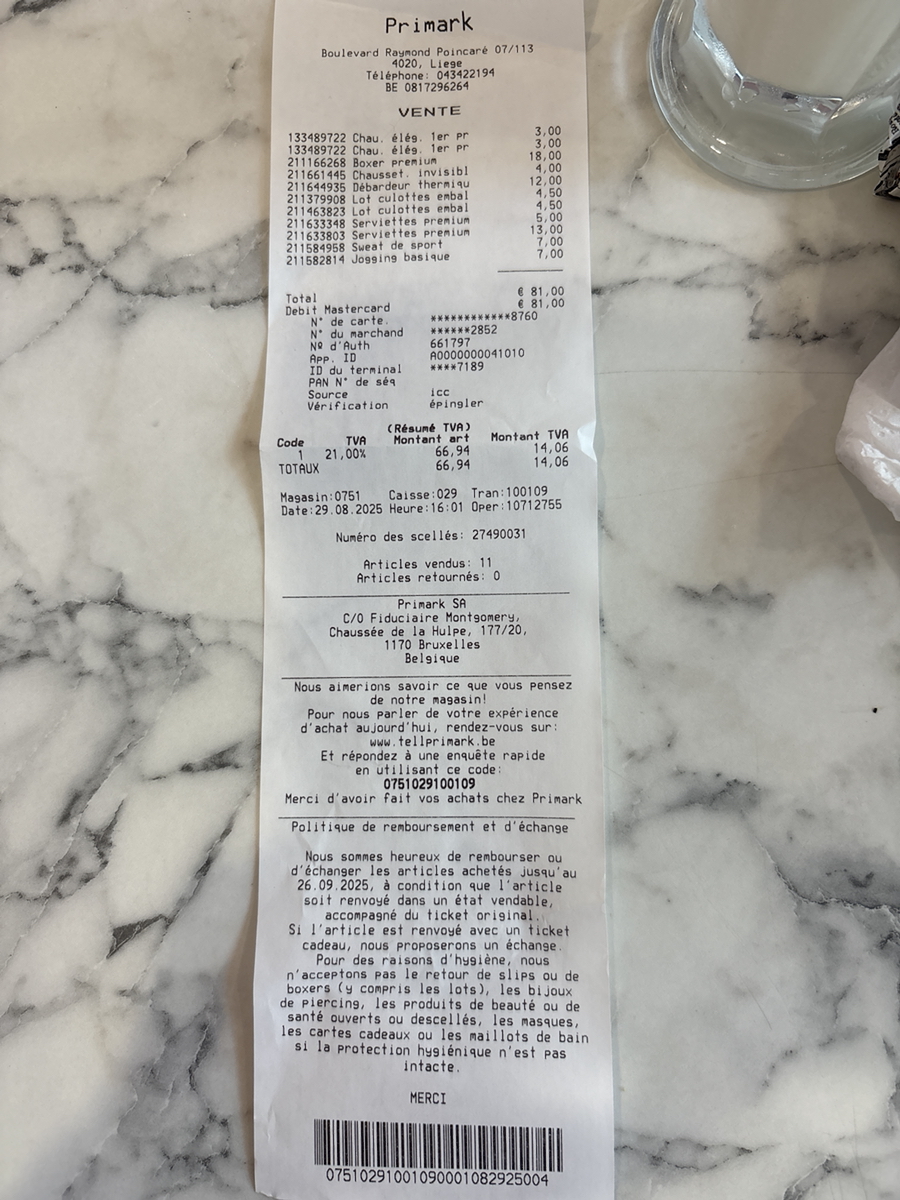 Primark
Boulevard Raymond Poincaré 07/113
4020, Liege
Téléphone: 043422194
BE 0817296264
VENTE
133489722 Chau. élég. 1er pr 3,00
133489722 Chau. élég. 1er pr 3,00
211166268 Boxer premium 18,00
211661445 Chausset. invisibl 4,00
211644935 Débardeur thermiqu 12,00
211379908 Lot culottes embal 4,50
211463823 Lot culottes embal 4,50
211633348 Serviettes premium 5,00
211633803 Serviettes premium 13,00
211584958 Sweat de sport 7,00
211582814 Jogging basique 7,00
Total € 81,00
Debit Mastercard € 81,00
N° de carte. ************8760
N° du marchand ******2852
Nº d'Auth 661797
App. ID A0000000041010
ID du terminal ****7189
PAN N° de séq
Source icc
Vérification épingler
(Résumé TVA)
Code TVA Montant art Montant TVA
1 21,00% 66,94 14,06
TOTAUX 66,94 14,06
Magasin:0751 Caisse:029 Tran:100109
Date:29.08.2025 Heure:16:01 Oper:10712755
Numéro des scellés: 27490031
Articles vendus: 11
Articles retournés: 0
Primark SA
C/O Fiduciaire Montgomery,
Chaussée de la Hulpe, 177/20,
1170 Bruxelles
Belgique
Nous aimerions savoir ce que vous pensez
de notre magasin!
Pour nous parler de votre expérience
d'achat aujourd'hui, rendez-vous sur:
www.tellprimark.be
Et répondez à une enquête rapide
en utilisant ce code:
0751029100109
Merci d'avoir fait vos achats chez Primark
Politique de remboursement et d'échange
Nous sommes heureux de rembourser ou
d'échanger les articles achetés jusqu'au
26.09.2025, à condition que l'article
soit renvoyé dans un état vendable,
accompagné du ticket original.
Si l'article est renvoyé avec un ticket
cadeau, nous proposerons un échange.
Pour des raisons d'hygiène, nous
n'acceptons pas le retour de slips ou de
boxers (y compris les lots), les bijoux
de piercing, les produits de beauté ou de
santé ouverts ou descellés, les masques,
les cartes cadeaux ou les maillots de bain
si la protection hygiénique n'est pas
intacte.
MERCI
07510291001090001082925004